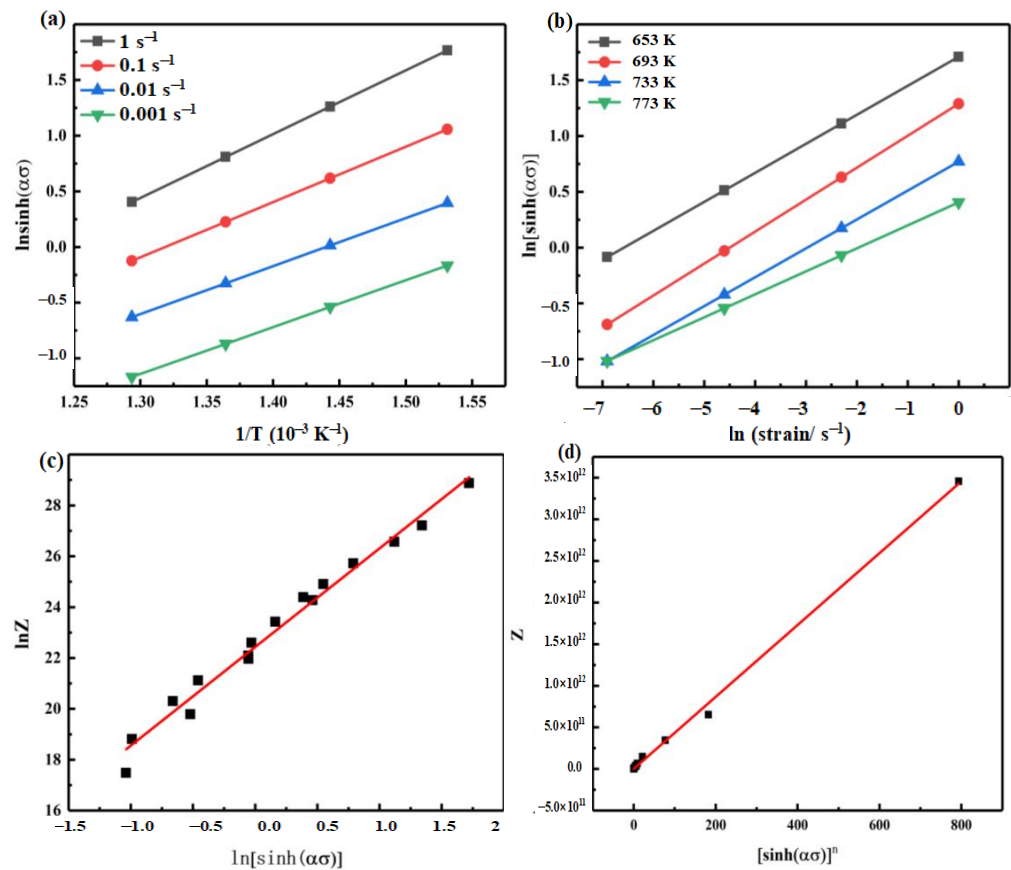 (a)
1 s⁻¹
0.1 s⁻¹
0.01 s⁻¹
0.001 s⁻¹
1.5
1.0
0.5
0.0
−0.5
−1.0
lnsinh(ασ)
1.25
1.30
1.35
1.40
1.45
1.50
1.55
1/T (10⁻³ K⁻¹)
(b)
653 K
693 K
733 K
773 K
1.5
1.0
0.5
0.0
−0.5
−1.0
ln[sinh(ασ)]
−7
−6
−5
−4
−3
−2
−1
0
ln (strain/ s⁻¹)
(c)
28
26
24
22
20
18
16
lnZ
−1.5
−1.0
−0.5
0.0
0.5
1.0
1.5
2
ln[sinh(ασ)]
(d)
3.5×10¹²
3.0×10¹²
2.5×10¹²
2.0×10¹²
1.5×10¹²
1.0×10¹²
5.0×10¹¹
0.0
−5.0×10¹¹
Z
0
200
400
600
800
[sinh(ασ)]ⁿ